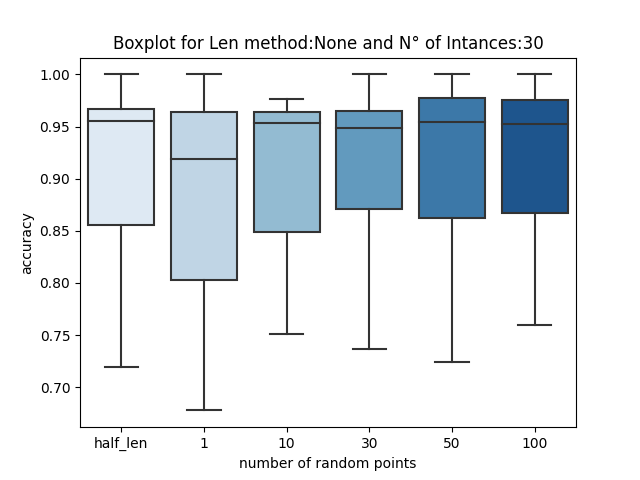 Boxplot for Len method:None and N° of Intances:30
1.00
0.95
0.90
0.85
0.80
0.75
0.70
accuracy
half_len 1 10 30 50 100
number of random points